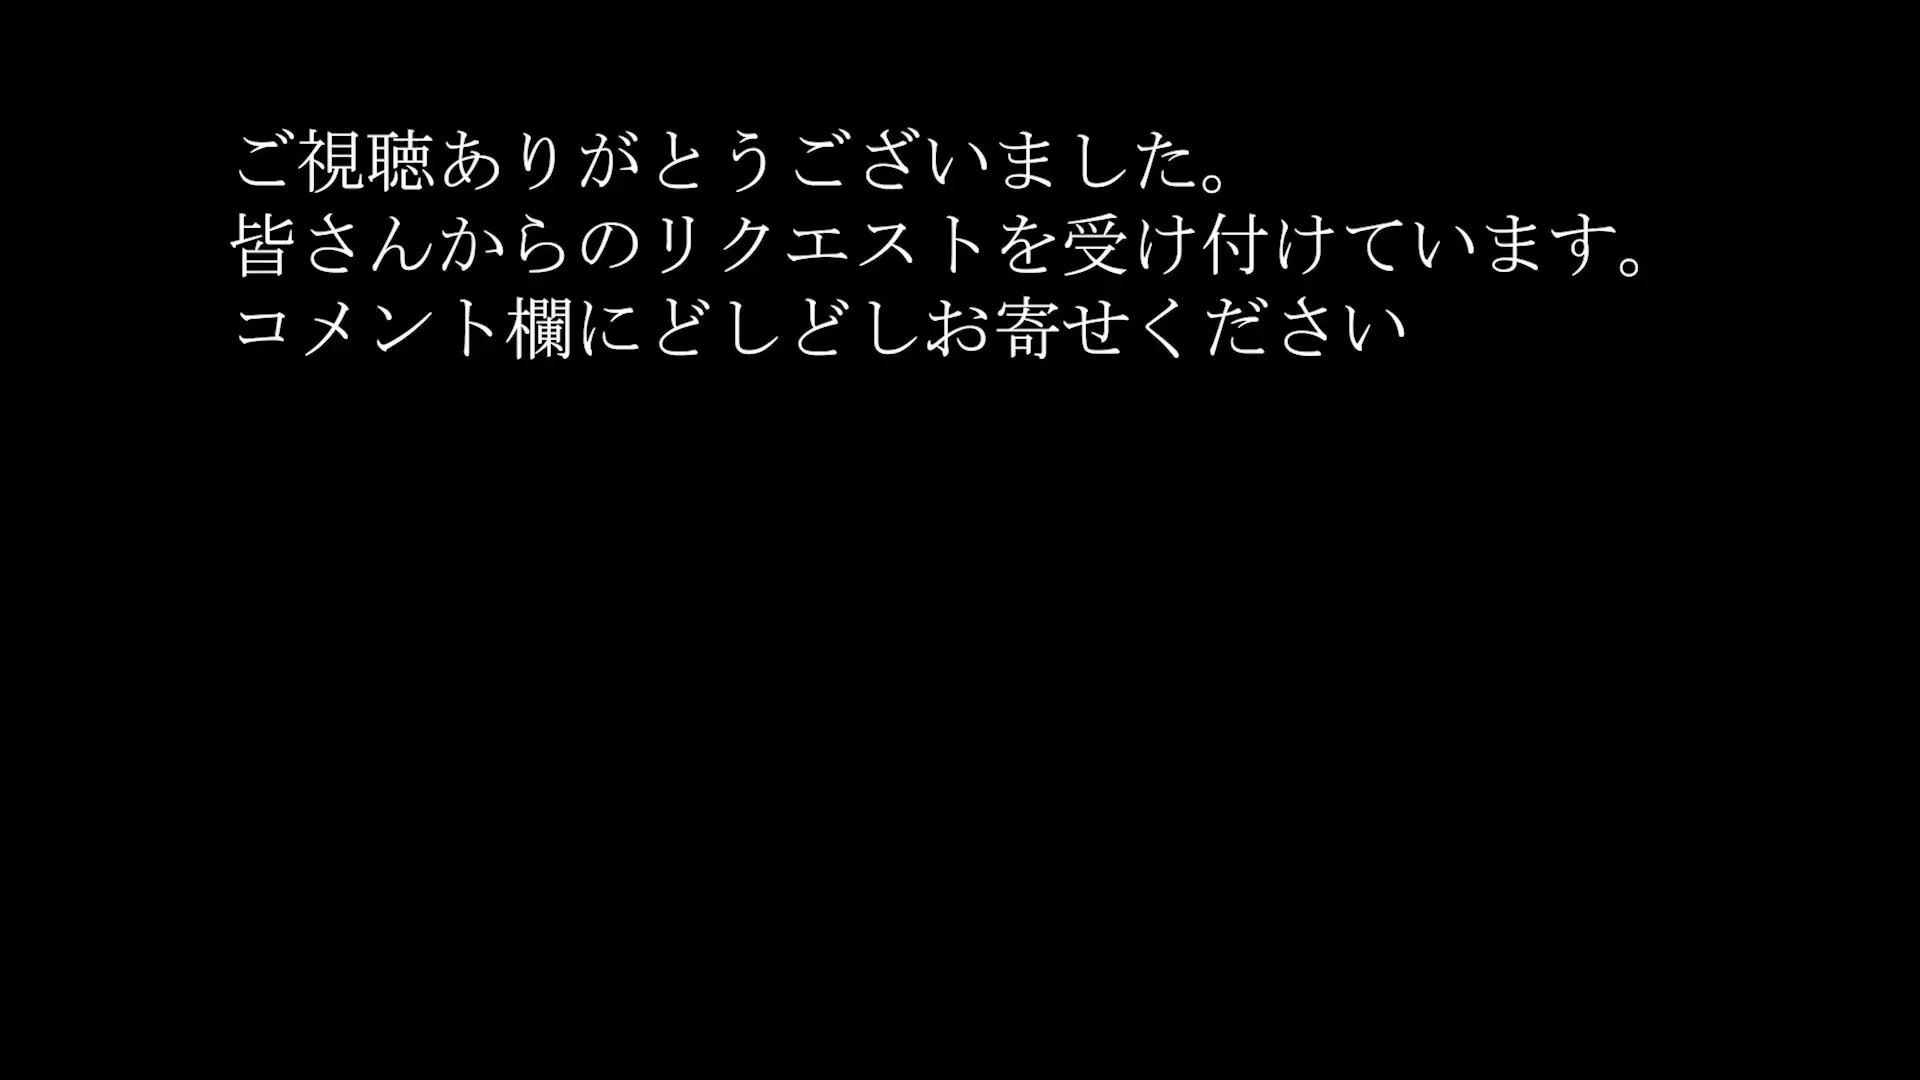 ご視聴ありがとうございました。
皆さんからのリクエストを受け付けています。
コメント欄にどしどしお寄せください